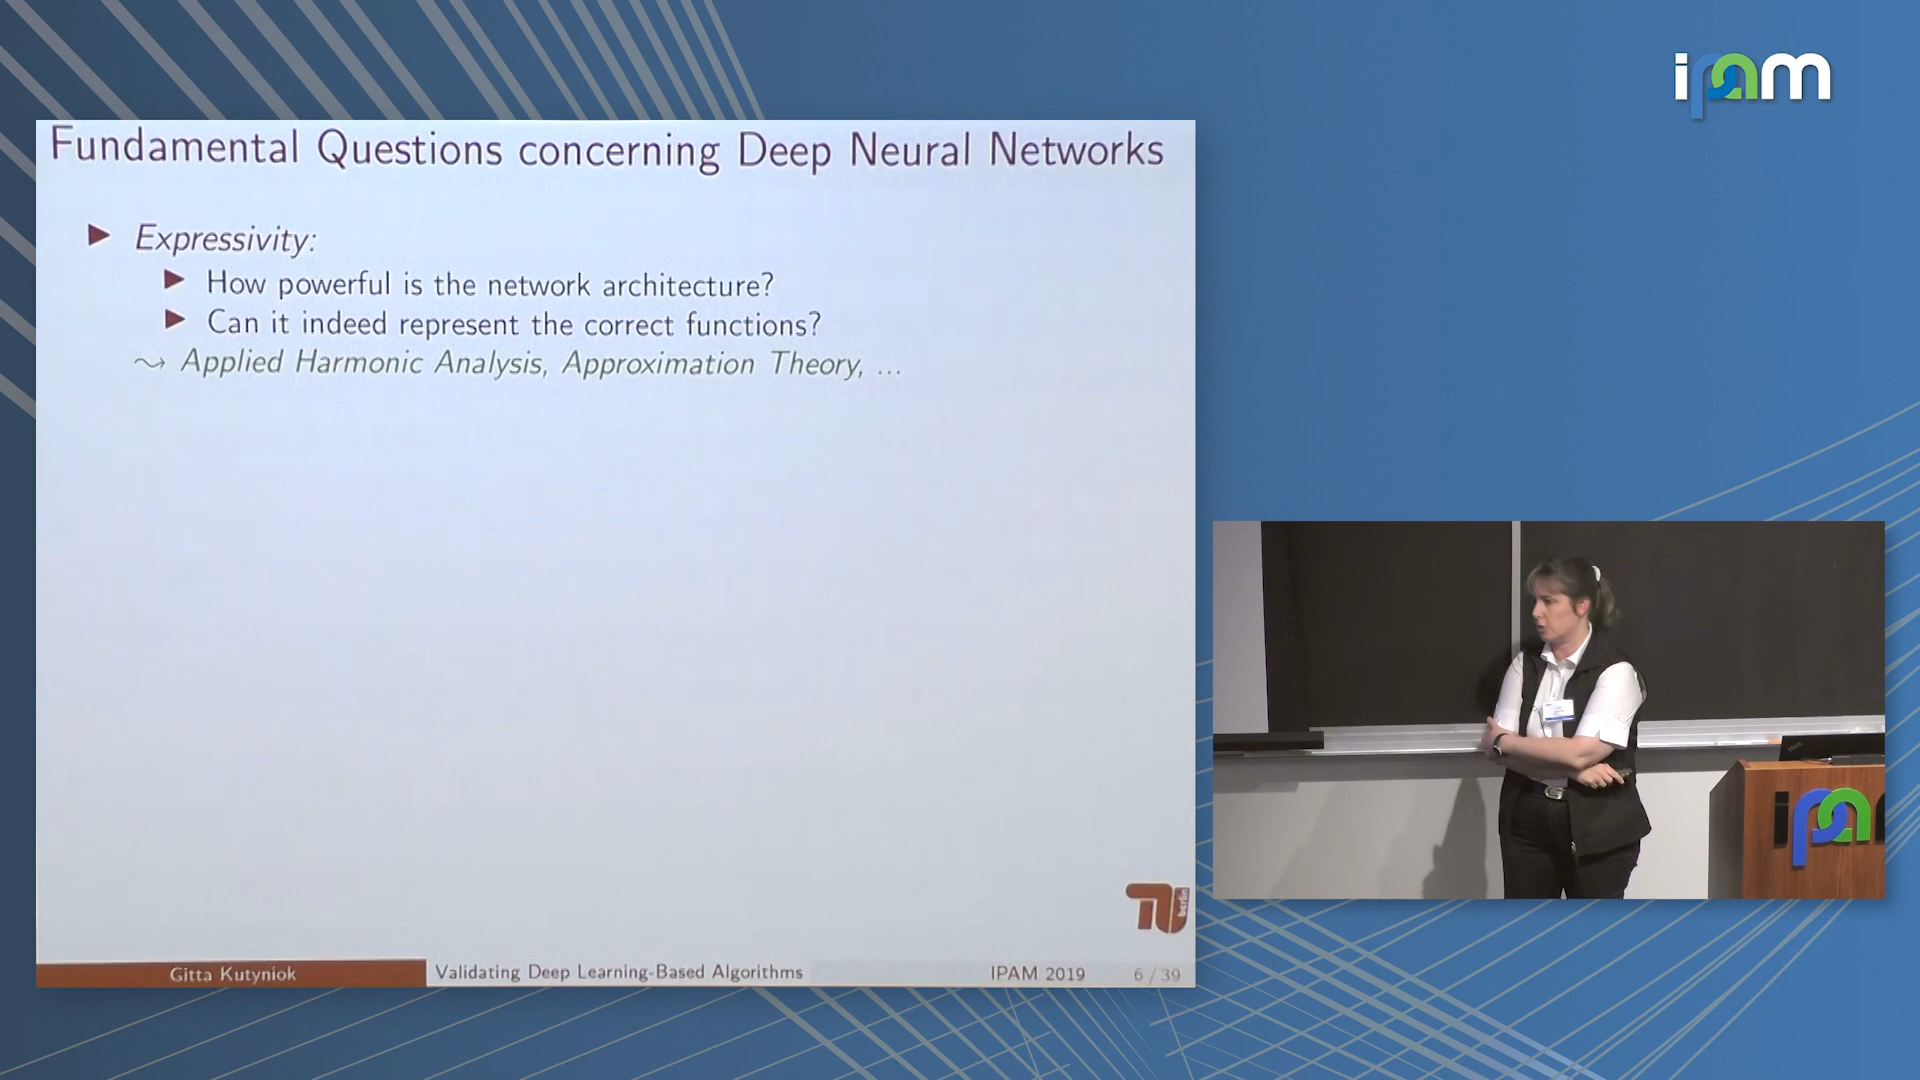 ipam
Fundamental Questions concerning Deep Neural Networks
Expressivity:
How powerful is the network architecture?
Can it indeed represent the correct functions?
⇝ Applied Harmonic Analysis, Approximation Theory, ...
berlin
Gitta Kutyniok
Validating Deep Learning-Based Algorithms
IPAM 2019
6 / 39